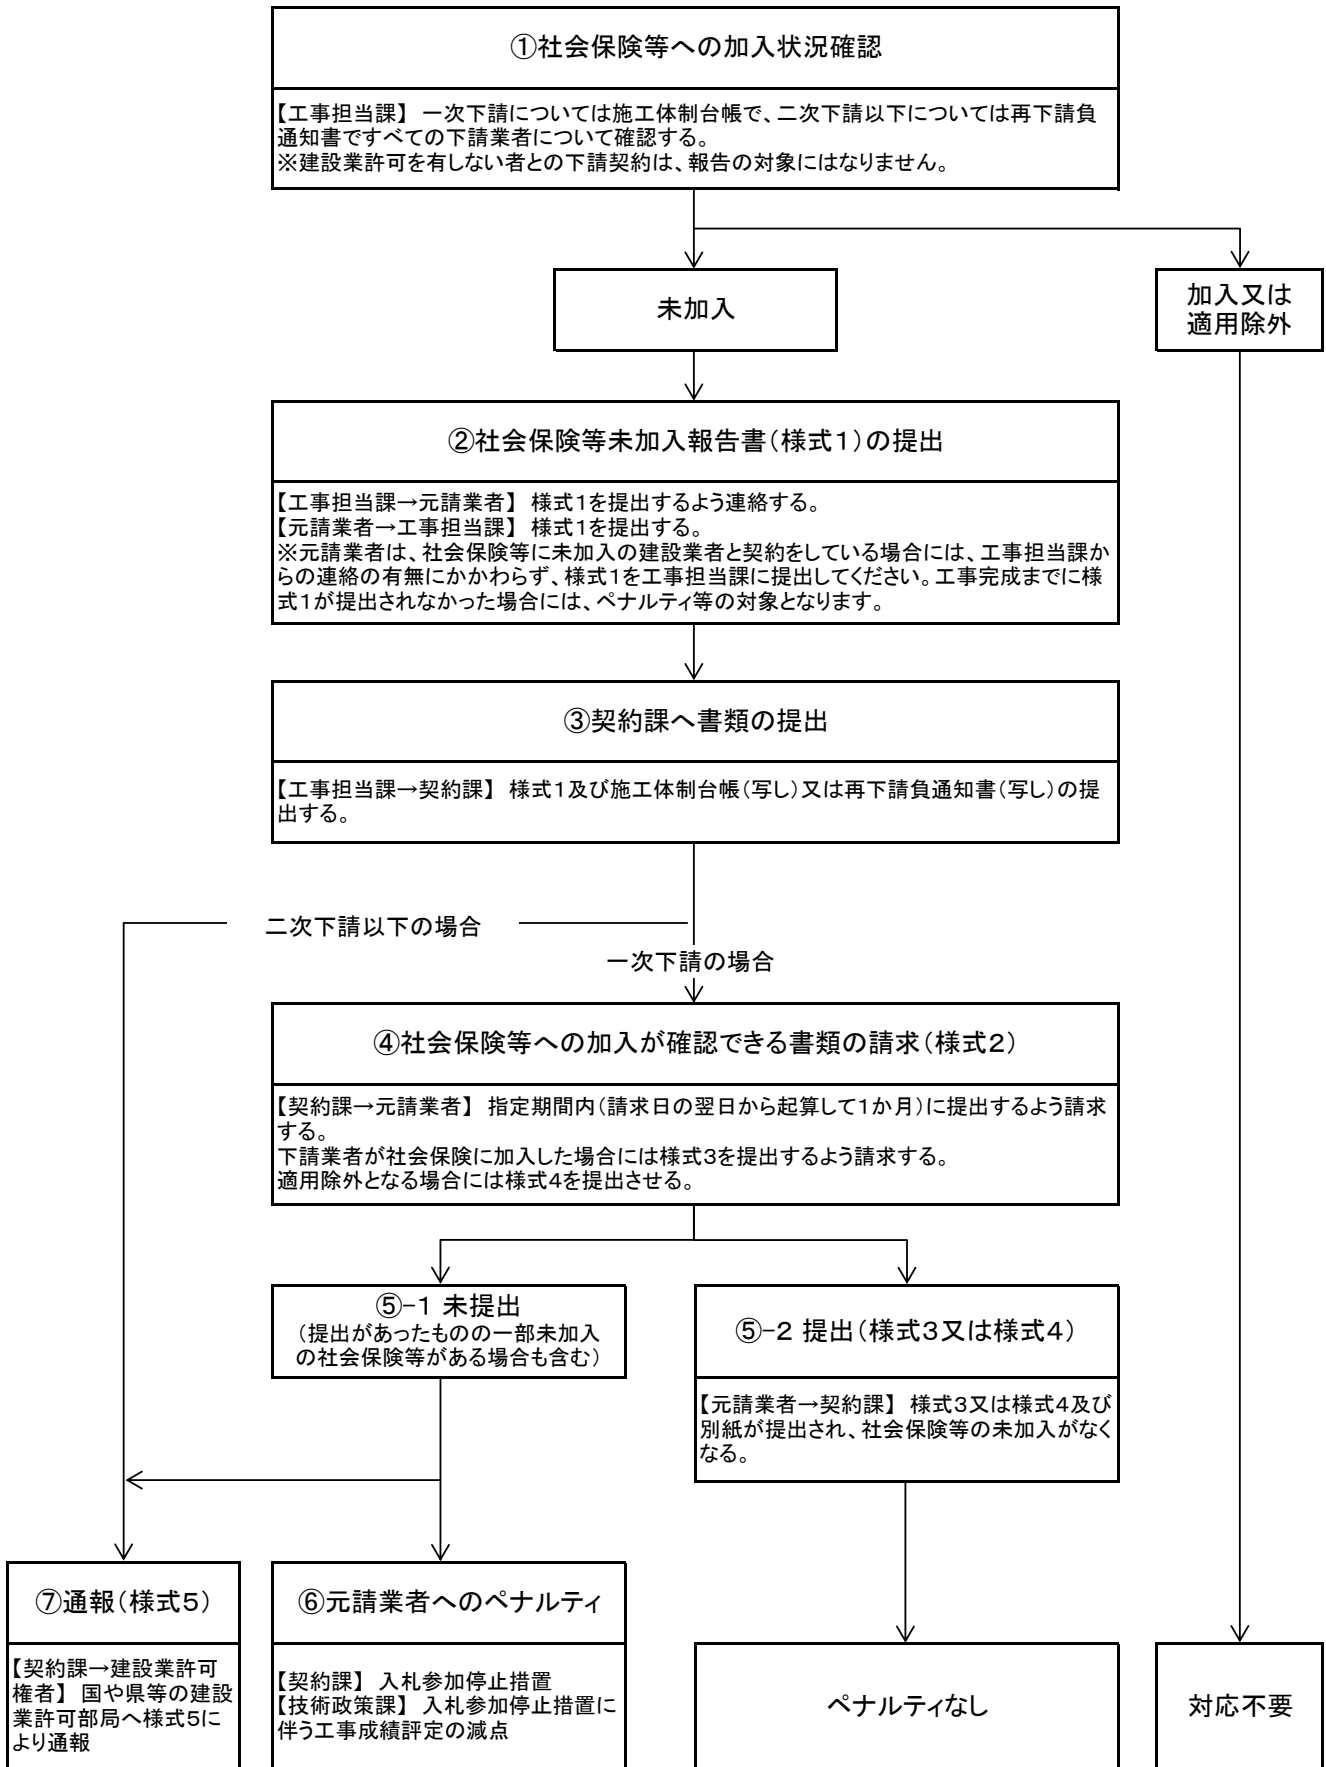 ①社会保険等への加入状況確認
【工事担当課】 一次下請については施工体制台帳で、二次下請以下については再下請負
通知書ですべての下請業者について確認する。
※建設業許可を有しない者との下請契約は、報告の対象にはなりません。
未加入
加入又は
適用除外
②社会保険等未加入報告書（様式１）の提出
【工事担当課→元請業者】 様式１を提出するよう連絡する。
【元請業者→工事担当課】 様式１を提出する。
※元請業者は、社会保険等に未加入の建設業者と契約をしている場合には、工事担当課か
らの連絡の有無にかかわらず、様式１を工事担当課に提出してください。工事完成までに様
式１が提出されなかった場合には、ペナルティ等の対象となります。
③契約課へ書類の提出
【工事担当課→契約課】 様式１及び施工体制台帳（写し）又は再下請負通知書（写し）の提
出する。
二次下請以下の場合
一次下請の場合
④社会保険等への加入が確認できる書類の請求（様式２）
【契約課→元請業者】 指定期間内（請求日の翌日から起算して１か月）に提出するよう請求
する。
下請業者が社会保険に加入した場合には様式３を提出するよう請求する。
適用除外となる場合には様式４を提出させる。
⑤-１ 未提出
（提出があったものの一部未加入
の社会保険等がある場合も含む）
⑤-２ 提出（様式３又は様式４）
【元請業者→契約課】 様式３又は様式４及び
別紙が提出され、社会保険等の未加入がなく
なる。
⑦通報（様式５）
【契約課→建設業許可
権者】 国や県等の建設
業許可部局へ様式５に
より通報
⑥元請業者へのペナルティ
【契約課】 入札参加停止措置
【技術政策課】 入札参加停止措置に
伴う工事成績評定の減点
ペナルティなし
対応不要